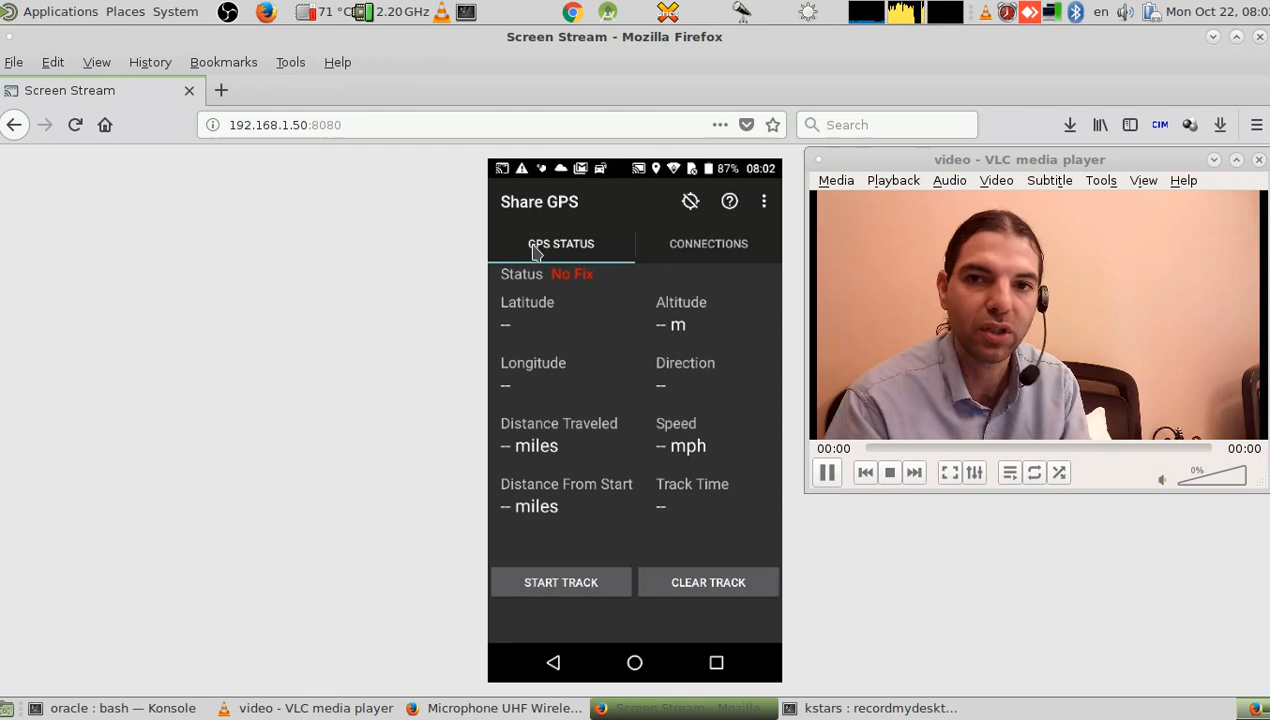 Applications Places System 71 °C 2.20 GHz en Mon Oct 22, 08:02
Screen Stream - Mozilla Firefox
File Edit View History Bookmarks Tools Help
Screen Stream
192.168.1.50:8080
Search
CIM
video - VLC media player
Media Playback Audio Video Subtitle Tools View Help
87% 08:02
Share GPS
GPS STATUS CONNECTIONS
Status No Fix
Latitude Altitude
-- -- m
Longitude Direction
-- --
Distance Traveled Speed
-- miles -- mph
Distance From Start Track Time
-- miles --
START TRACK CLEAR TRACK
00:00 00:00
0%
oracle : bash — Konsole video - VLC media player Microphone UHF Wirele... Screen Stream - Mozilla... kstars : recordmydeskt...